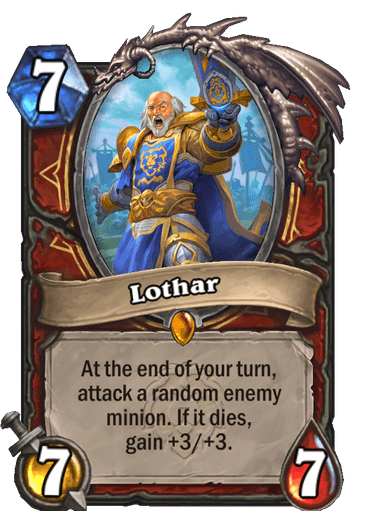 7
Lothar
At the end of your turn,
attack a random enemy
minion. If it dies,
gain +3/+3.
7
7